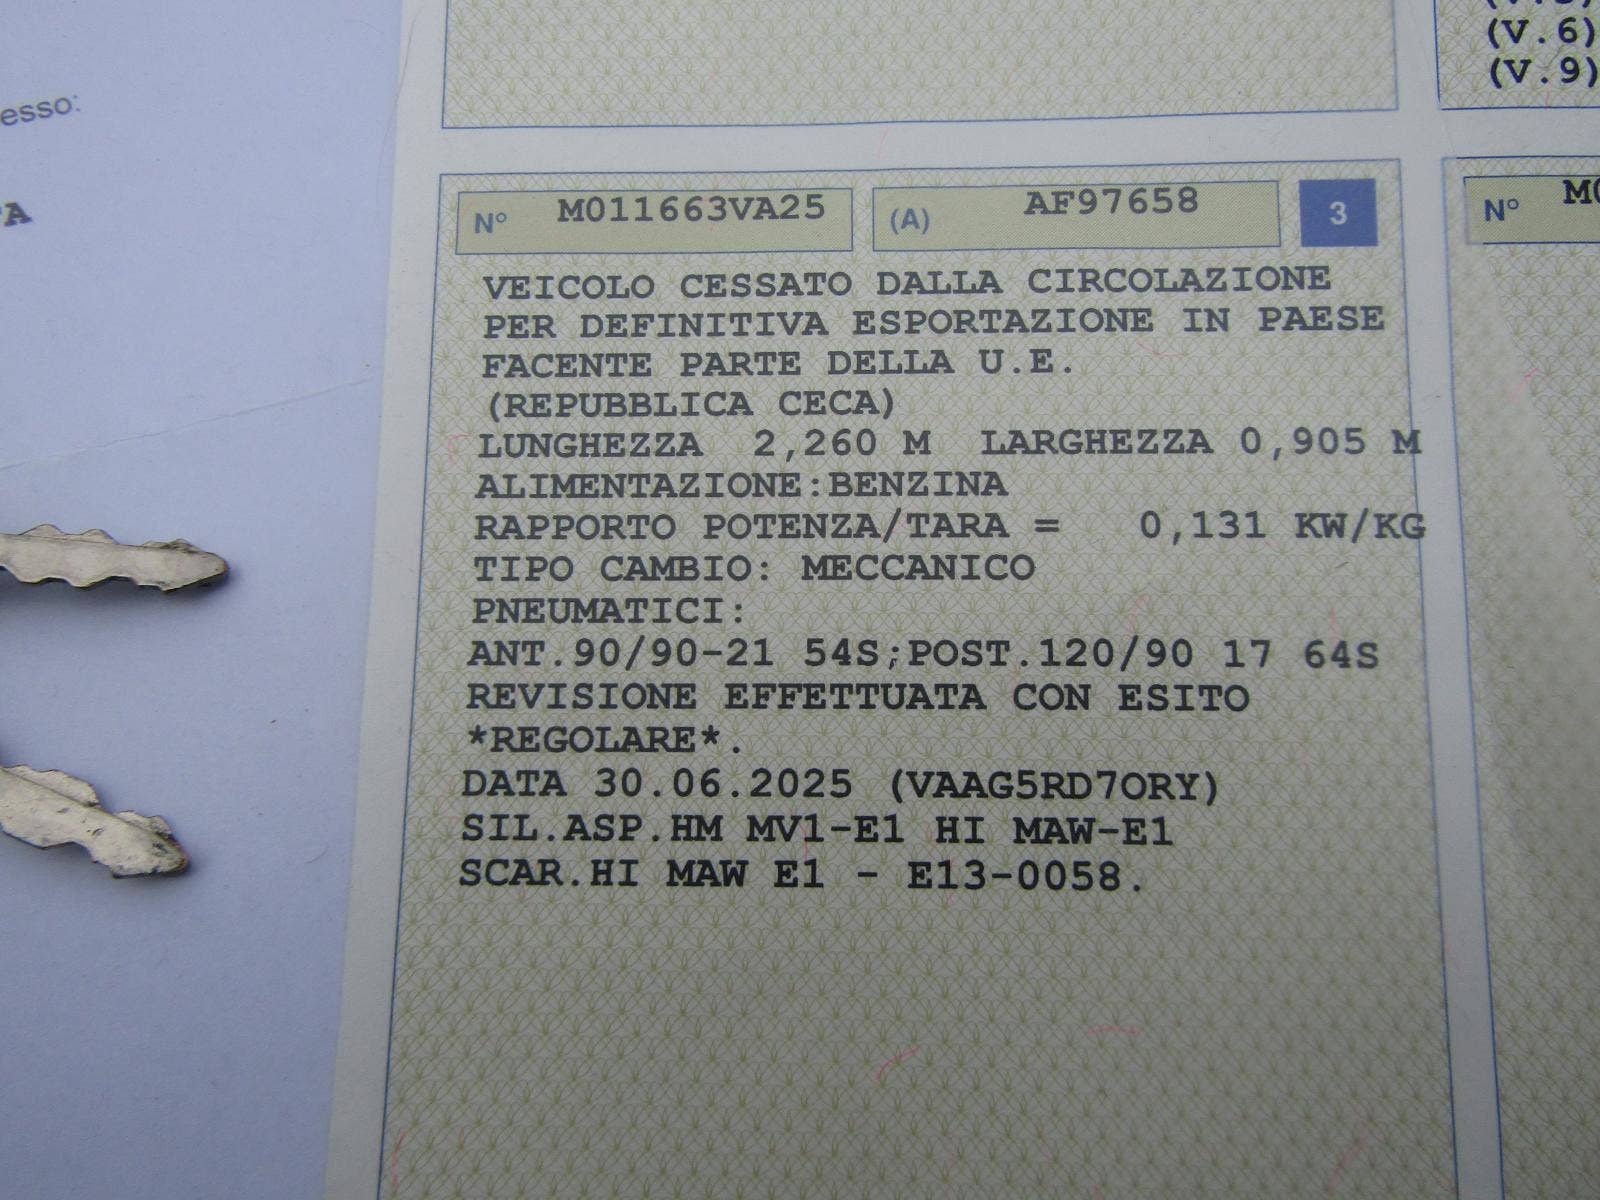 (V.6)
(V.9)
esso:
TA
N° M011663VA25 (A) AF97658 3
VEICOLO CESSATO DALLA CIRCOLAZIONE
PER DEFINITIVA ESPORTAZIONE IN PAESE
FACENTE PARTE DELLA U.E.
(REPUBBLICA CECA)
LUNGHEZZA 2,260 M LARGHEZZA 0,905 M
ALIMENTAZIONE:BENZINA
RAPPORTO POTENZA/TARA = 0,131 KW/KG
TIPO CAMBIO: MECCANICO
PNEUMATICI:
ANT.90/90-21 54S;POST.120/90 17 64S
REVISIONE EFFETTUATA CON ESITO
*REGOLARE*.
DATA 30.06.2025 (VAAG5RD7ORY)
SIL.ASP.HM MV1-E1 HI MAW-E1
SCAR.HI MAW E1 - E13-0058.
N° M0